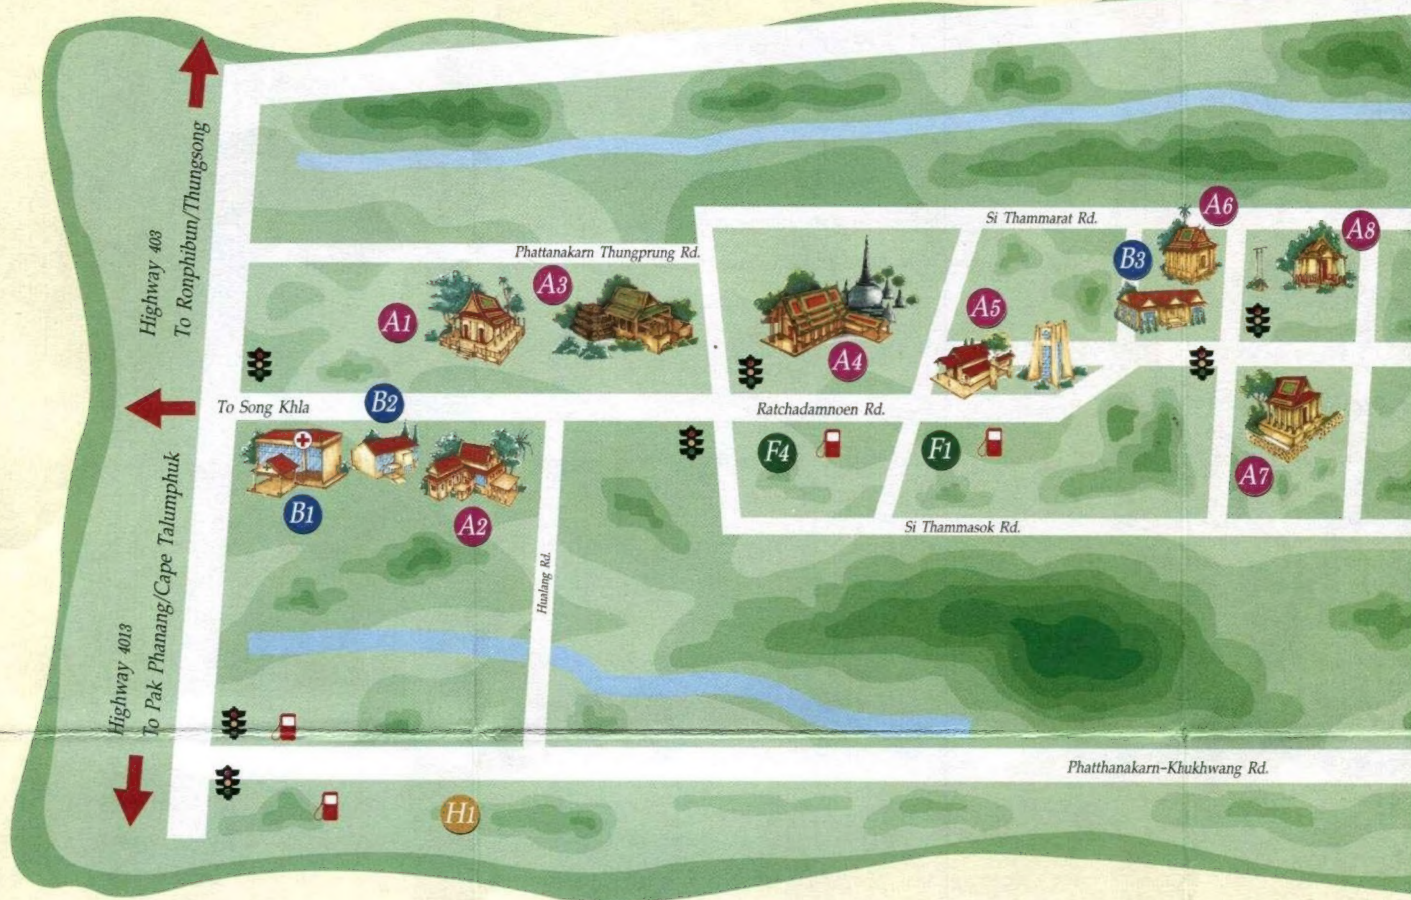 Highway 403
To Ronphibun/Thungsong
Si Thammarat Rd.
A6
A8
B3
Phattanakarn Thungprung Rd.
A3
A1
A5
A4
To Song Khla
B2
Ratchadamnoen Rd.
F4
F1
A7
B1
A2
Si Thammasok Rd.
Hualang Rd.
Highway 4013
To Pak Phanang/Cape Talumphuk
Phatthanakarn-Khukhwang Rd.
H1